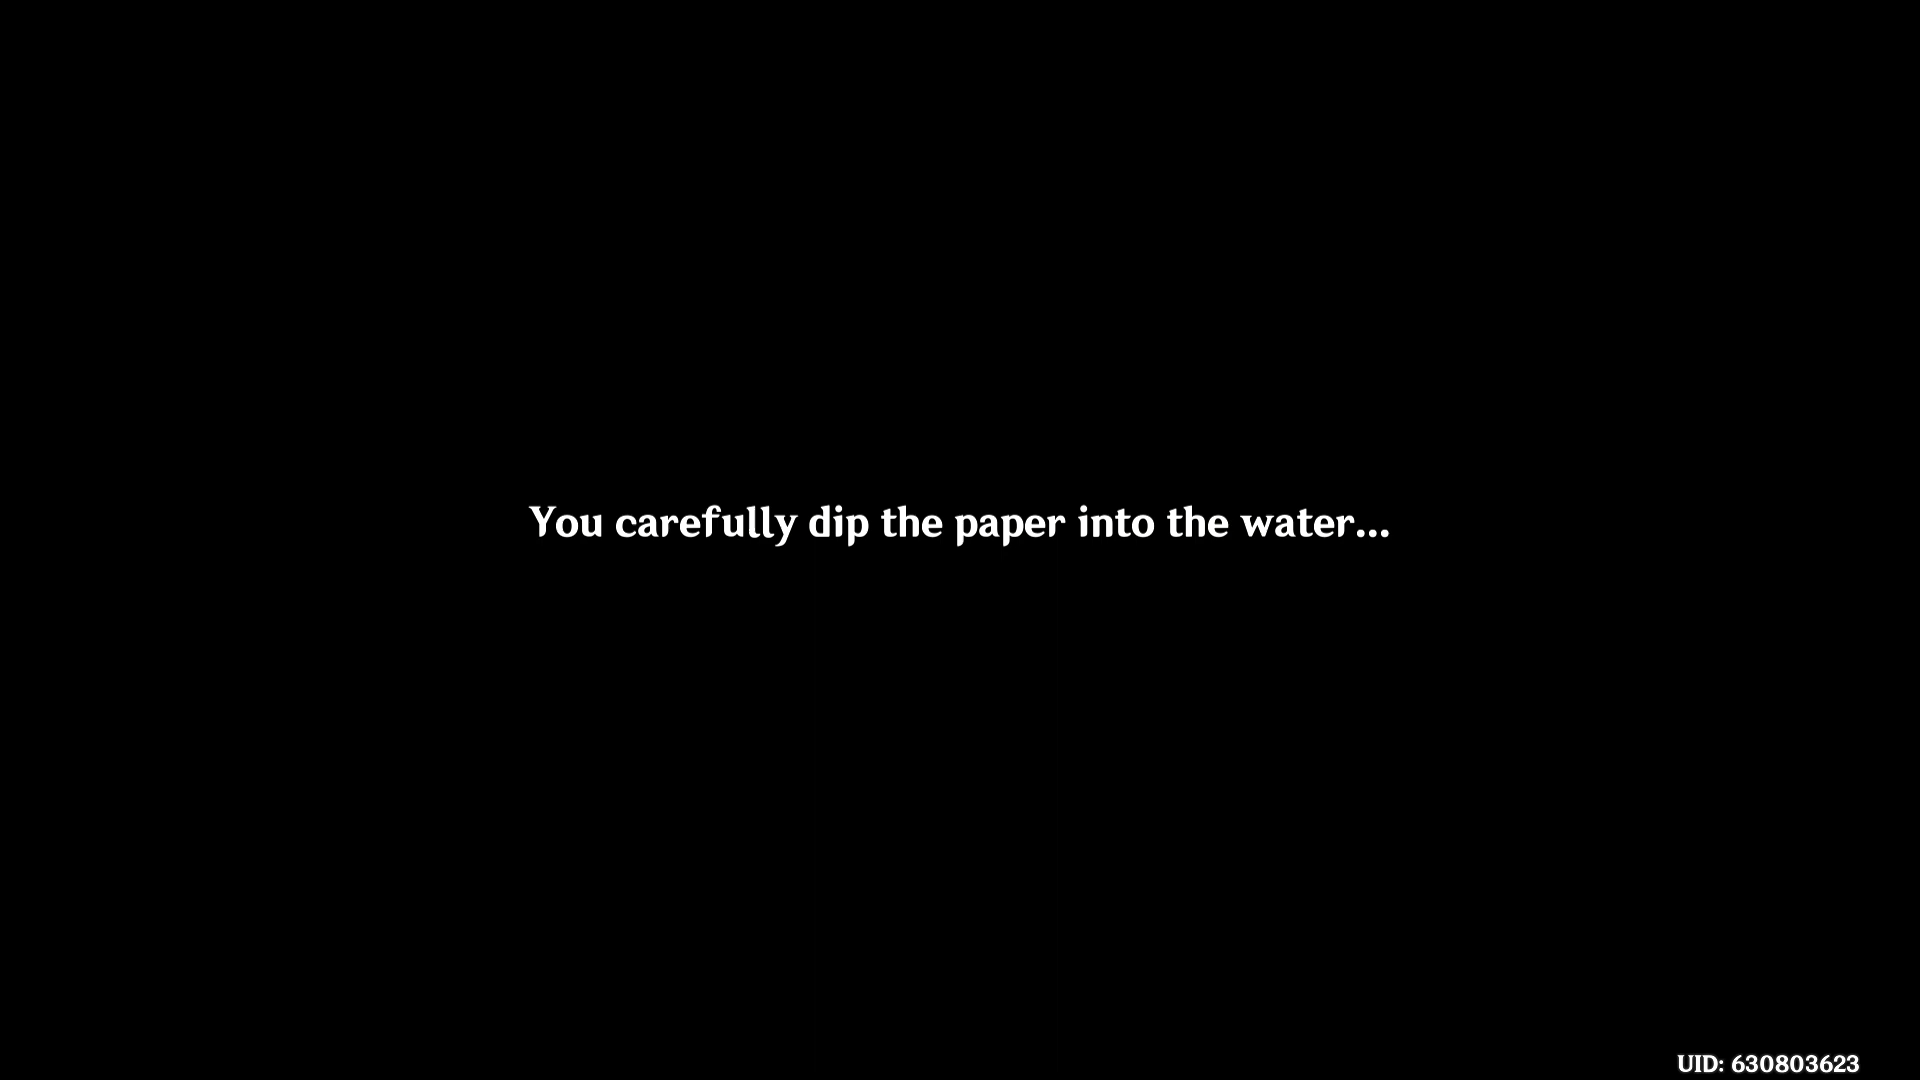 You carefully dip the paper into the water...
UID: 630803623